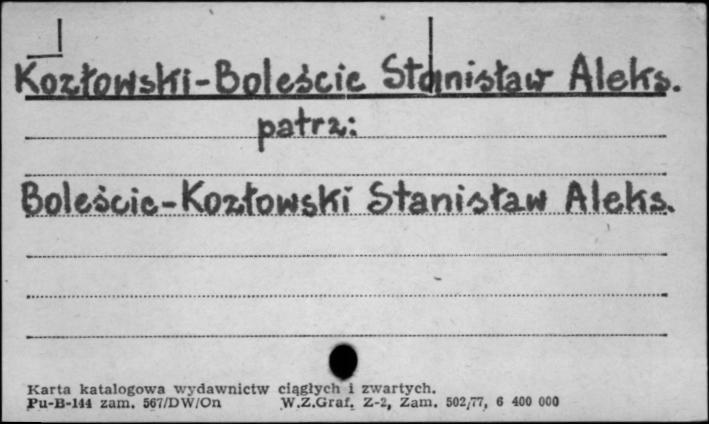 Kozłowski-Boleście Stanisław Aleks.
patrz:
Boleście-Kozłowski Stanisław Aleks.
Karta katalogowa wydawnictw ciągłych i zwartych.
Pu-B-144 zam. 567/DW/On W.Z.Graf. Z-2, Zam. 502/77, 6 400 000